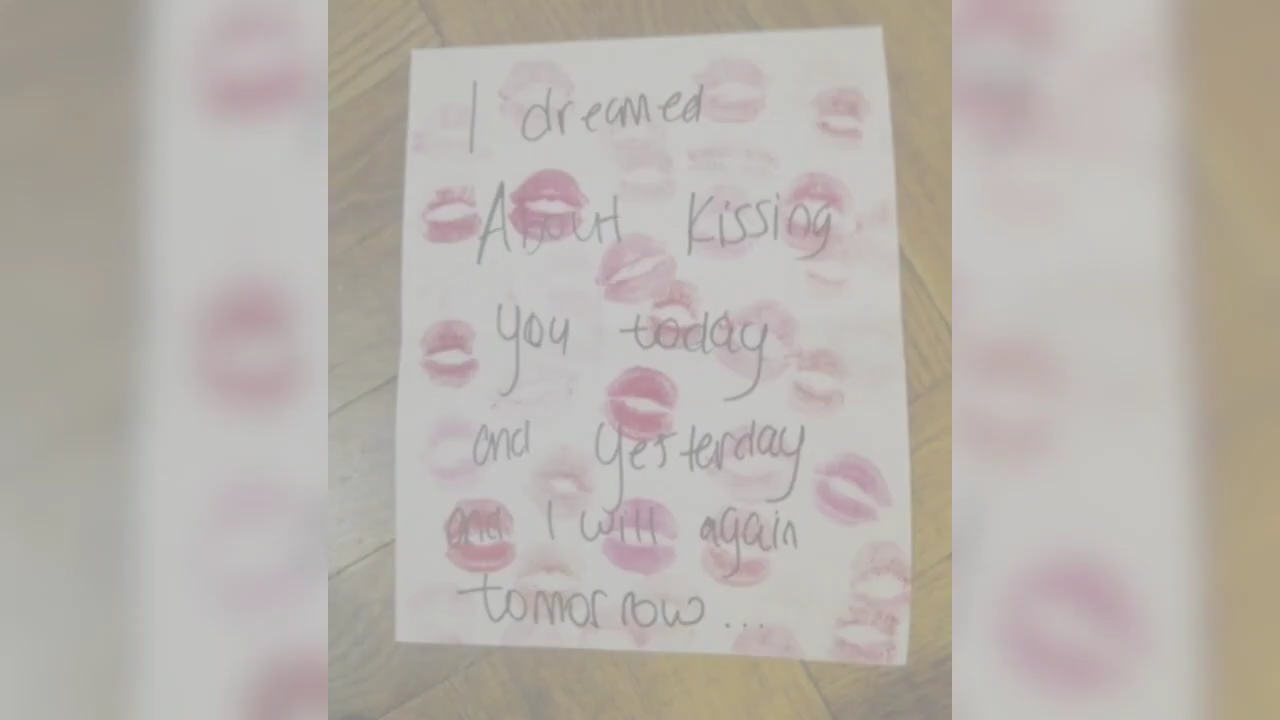 I dreamed
About Kissing
you today
and yesterday
and I will again
tomorrow...